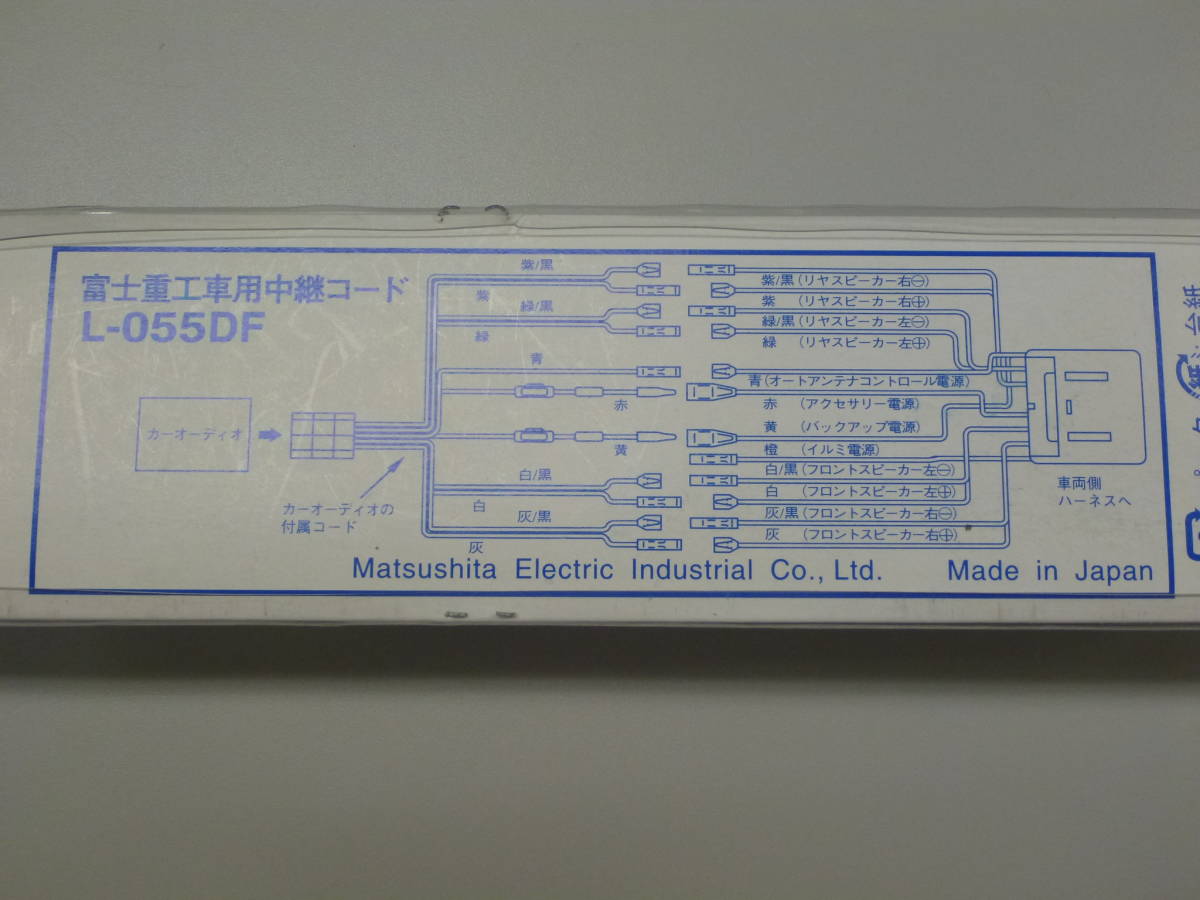 富士重工車用中継コード
L-055DF
カーオーディオ
カーオーディオの
付属コード
紫/黒
紫
緑/黒
緑
青
赤
黄
白/黒
白
灰/黒
灰
紫/黒(リヤスピーカー右⊖)
紫 (リヤスピーカー右⊕)
緑/黒(リヤスピーカー左⊖)
緑 (リヤスピーカー左⊕)
青(オートアンテナコントロール電源)
赤 (アクセサリー電源)
黄 (バックアップ電源)
橙 (イルミ電源)
白/黒(フロントスピーカー左⊖)
白 (フロントスピーカー左⊕)
灰/黒(フロントスピーカー右⊖)
灰 (フロントスピーカー右⊕)
車両側
ハーネスへ
Matsushita Electric Industrial Co., Ltd. Made in Japan